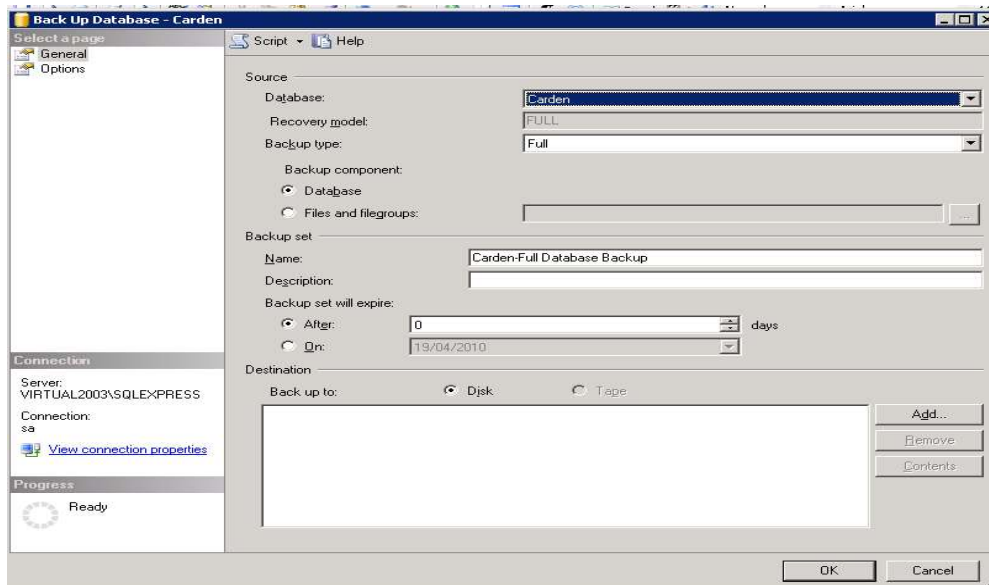 Back Up Database - Carden
Select a page
General
Options
Script Help
Source
Database: Carden
Recovery model: FULL
Backup type: Full
Backup component:
Database
Files and filegroups: ...
Backup set
Name: Carden-Full Database Backup
Description:
Backup set will expire:
After: 0 days
On: 19/04/2010
Destination
Back up to: Disk Tape
Add...
Remove
Contents
Connection
Server:
VIRTUAL2003\SQLEXPRESS
Connection:
sa
View connection properties
Progress
Ready
OK Cancel